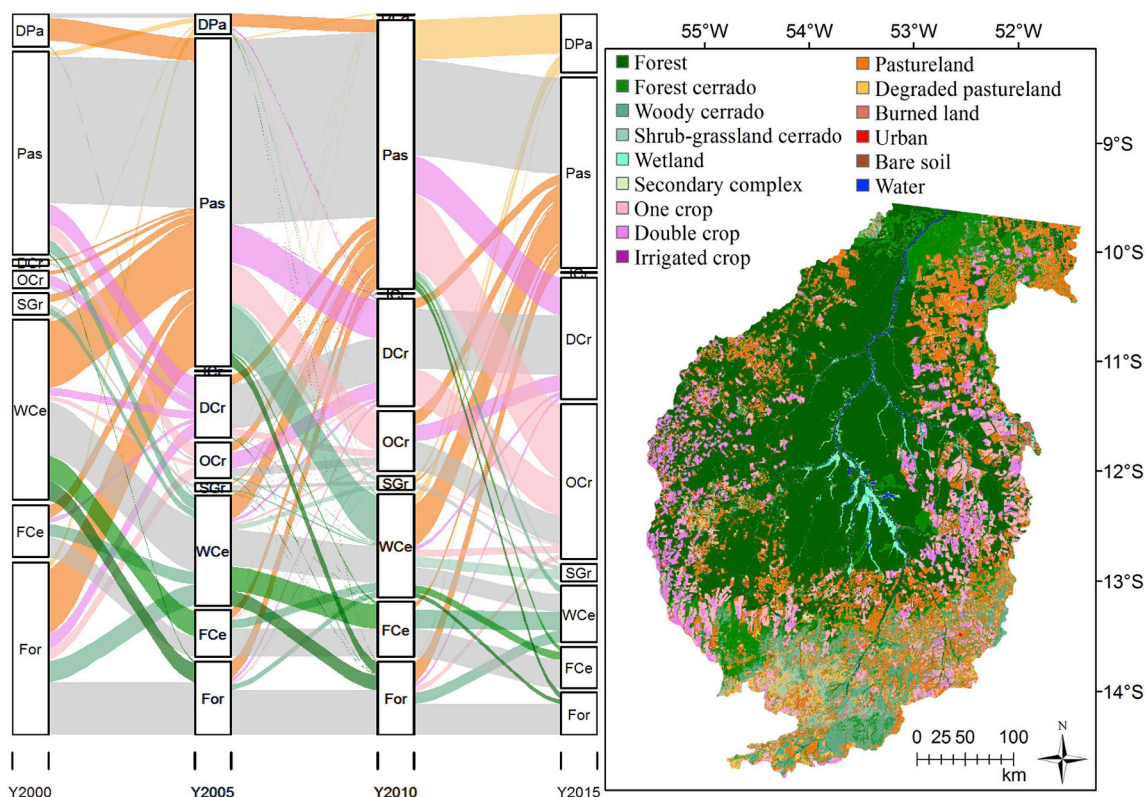 DPa
Pas
DCr
OCr
SGr
WCe
FCe
For
DPa
Pas
ICr
DCr
OCr
SGr
WCe
FCe
For
DPa
Pas
ICr
DCr
OCr
SGr
WCe
FCe
For
DPa
Pas
ICr
DCr
OCr
SGr
WCe
FCe
For
Y2000 Y2005 Y2010 Y2015
55°W 54°W 53°W 52°W
Forest
Forest cerrado
Woody cerrado
Shrub-grassland cerrado
Wetland
Secondary complex
One crop
Double crop
Irrigated crop
Pastureland
Degraded pastureland
Burned land
Urban
Bare soil
Water
9°S
10°S
11°S
12°S
13°S
14°S
N
0 25 50 100
km